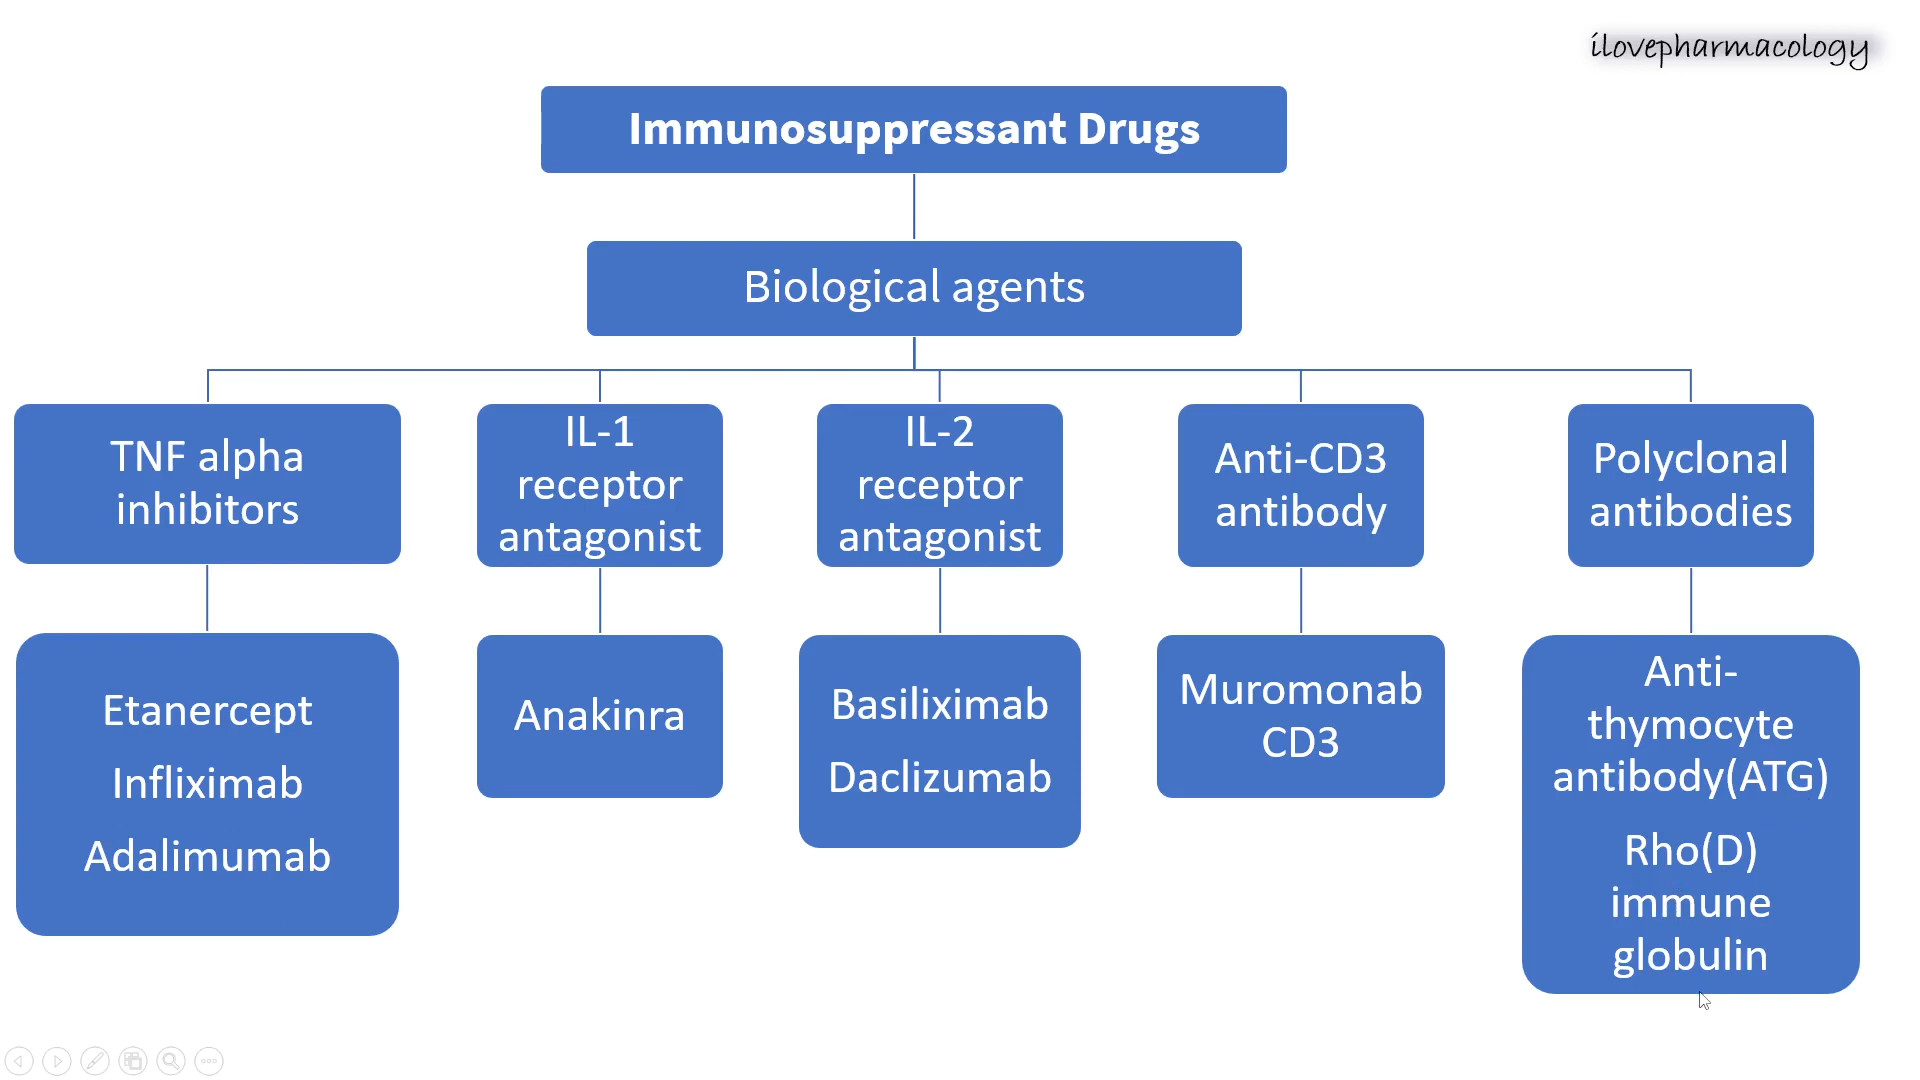 ilovepharmacology
Immunosuppressant Drugs
Biological agents
TNF alpha
inhibitors
IL-1
receptor
antagonist
IL-2
receptor
antagonist
Anti-CD3
antibody
Polyclonal
antibodies
Etanercept
Infliximab
Adalimumab
Anakinra
Basiliximab
Daclizumab
Muromonab
CD3
Anti-
thymocyte
antibody(ATG)
Rho(D)
immune
globulin